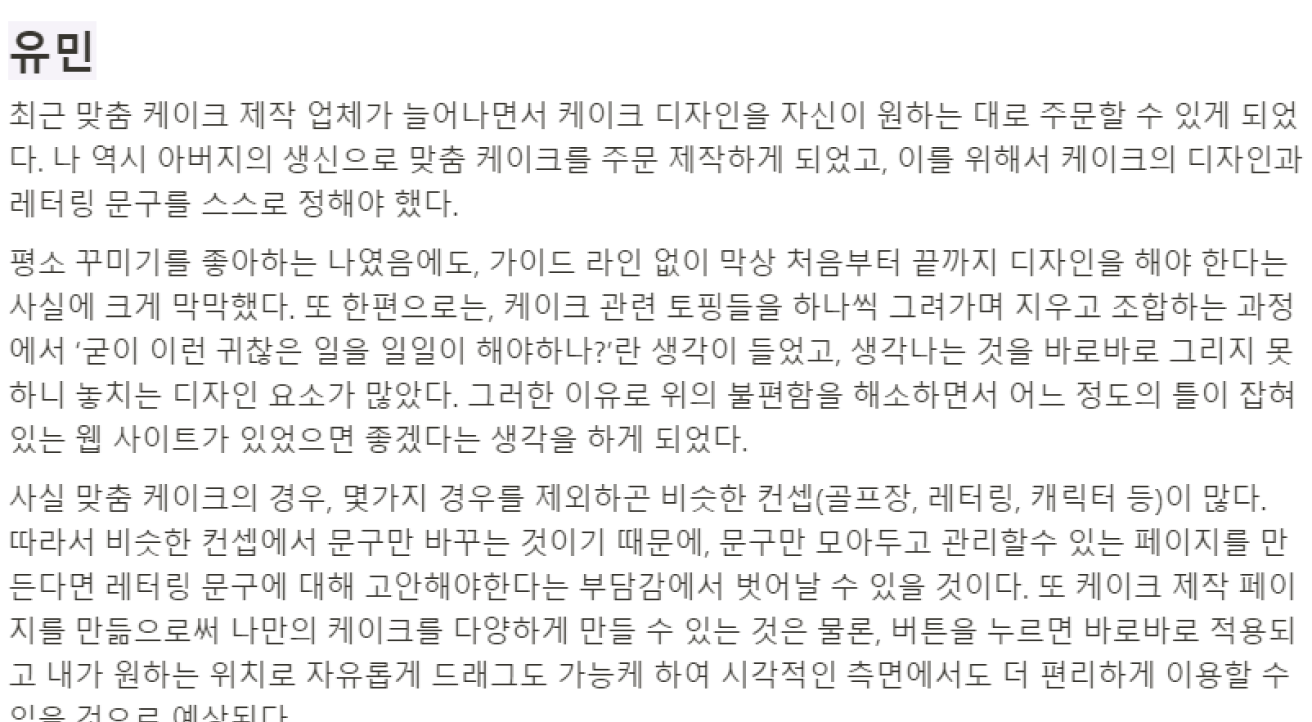 유민
최근 맞춤 케이크 제작 업체가 늘어나면서 케이크 디자인을 자신이 원하는 대로 주문할 수 있게 되었
다. 나 역시 아버지의 생신으로 맞춤 케이크를 주문 제작하게 되었고, 이를 위해서 케이크의 디자인과
레터링 문구를 스스로 정해야 했다.
평소 꾸미기를 좋아하는 나였음에도, 가이드 라인 없이 막상 처음부터 끝까지 디자인을 해야 한다는
사실에 크게 막막했다. 또 한편으로는, 케이크 관련 토핑들을 하나씩 그려가며 지우고 조합하는 과정
에서 ‘굳이 이런 귀찮은 일을 일일이 해야하나?’란 생각이 들었고, 생각나는 것을 바로바로 그리지 못
하니 놓치는 디자인 요소가 많았다. 그러한 이유로 위의 불편함을 해소하면서 어느 정도의 틀이 잡혀
있는 웹 사이트가 있었으면 좋겠다는 생각을 하게 되었다.
사실 맞춤 케이크의 경우, 몇가지 경우를 제외하곤 비슷한 컨셉(골프장, 레터링, 캐릭터 등)이 많다.
따라서 비슷한 컨셉에서 문구만 바꾸는 것이기 때문에, 문구만 모아두고 관리할수 있는 페이지를 만
든다면 레터링 문구에 대해 고안해야한다는 부담감에서 벗어날 수 있을 것이다. 또 케이크 제작 페이
지를 만듦으로써 나만의 케이크를 다양하게 만들 수 있는 것은 물론, 버튼을 누르면 바로바로 적용되
고 내가 원하는 위치로 자유롭게 드래그도 가능케 하여 시각적인 측면에서도 더 편리하게 이용할 수
있을 것으로 예상된다